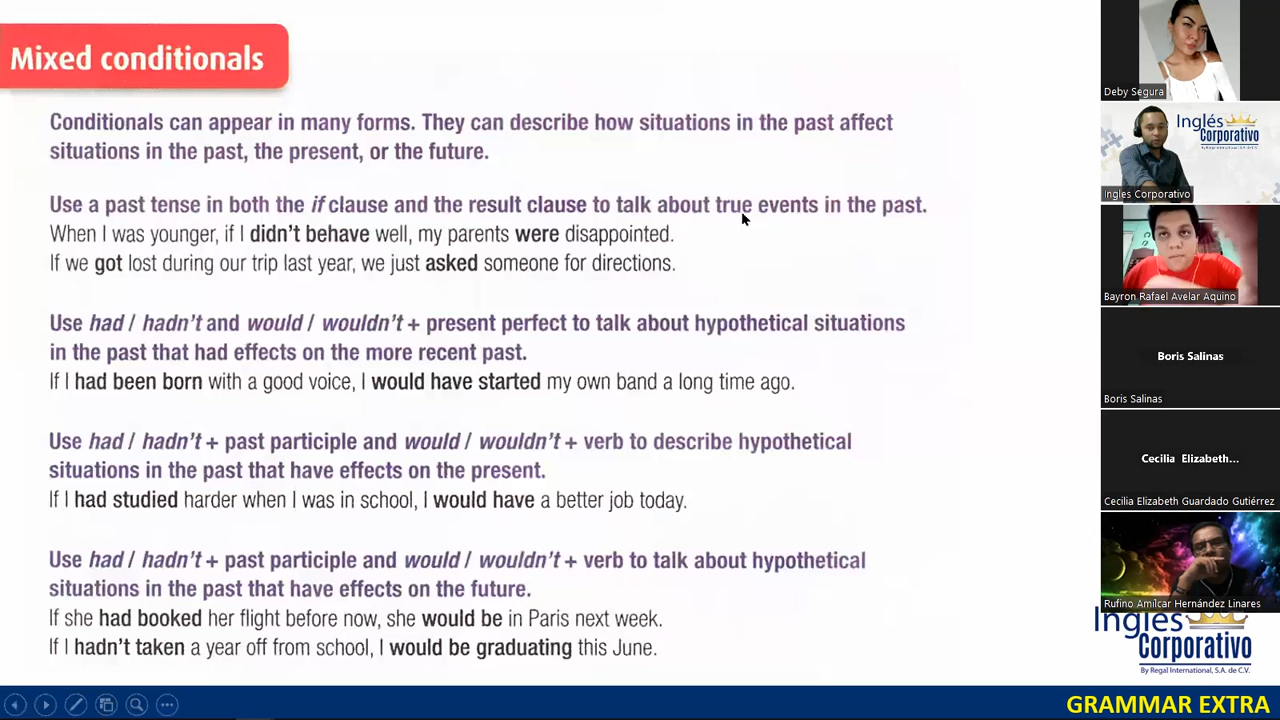 Mixed conditionals
Conditionals can appear in many forms. They can describe how situations in the past affect
situations in the past, the present, or the future.
Use a past tense in both the if clause and the result clause to talk about true events in the past.
When I was younger, if I didn't behave well, my parents were disappointed.
If we got lost during our trip last year, we just asked someone for directions.
Use had / hadn't and would / wouldn't + present perfect to talk about hypothetical situations
in the past that had effects on the more recent past.
If I had been born with a good voice, I would have started my own band a long time ago.
Use had / hadn't + past participle and would / wouldn't + verb to describe hypothetical
situations in the past that have effects on the present.
If I had studied harder when I was in school, I would have a better job today.
Use had / hadn't + past participle and would / wouldn't + verb to talk about hypothetical
situations in the past that have effects on the future.
If she had booked her flight before now, she would be in Paris next week.
If I hadn't taken a year off from school, I would be graduating this June.
Deby Segura
Inglés
Corporativo
By Regal International, S.A. de C.V.
Ingles Corporativo
Bayron Rafael Avelar Aquino
Boris Salinas
Boris Salinas
Cecilia Elizabeth...
Cecilia Elizabeth Guardado Gutiérrez
Rufino Amílcar Hernández Linares
Inglés
Corporativo
By Regal International, S.A. de C.V.
GRAMMAR EXTRA